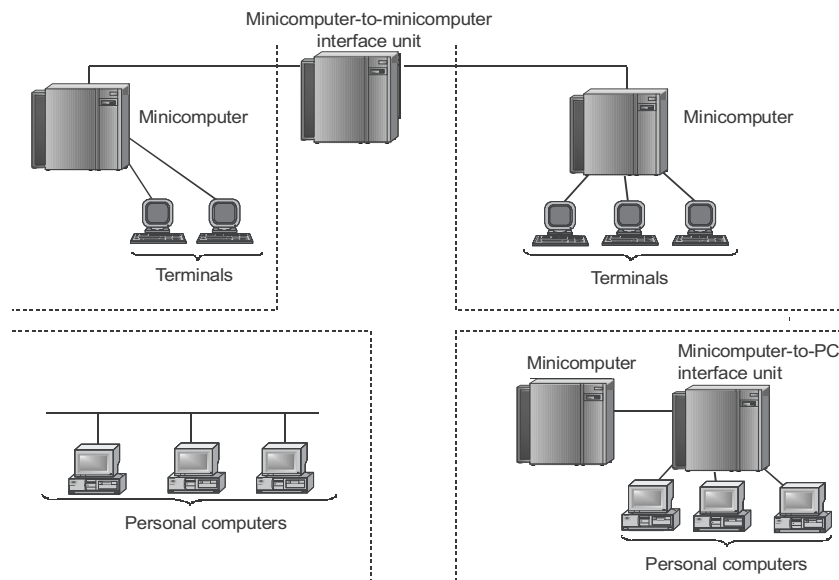 Minicomputer-to-minicomputer
interface unit
Minicomputer
Minicomputer
Terminals
Terminals
Minicomputer
Minicomputer-to-PC
interface unit
Personal computers
Personal computers